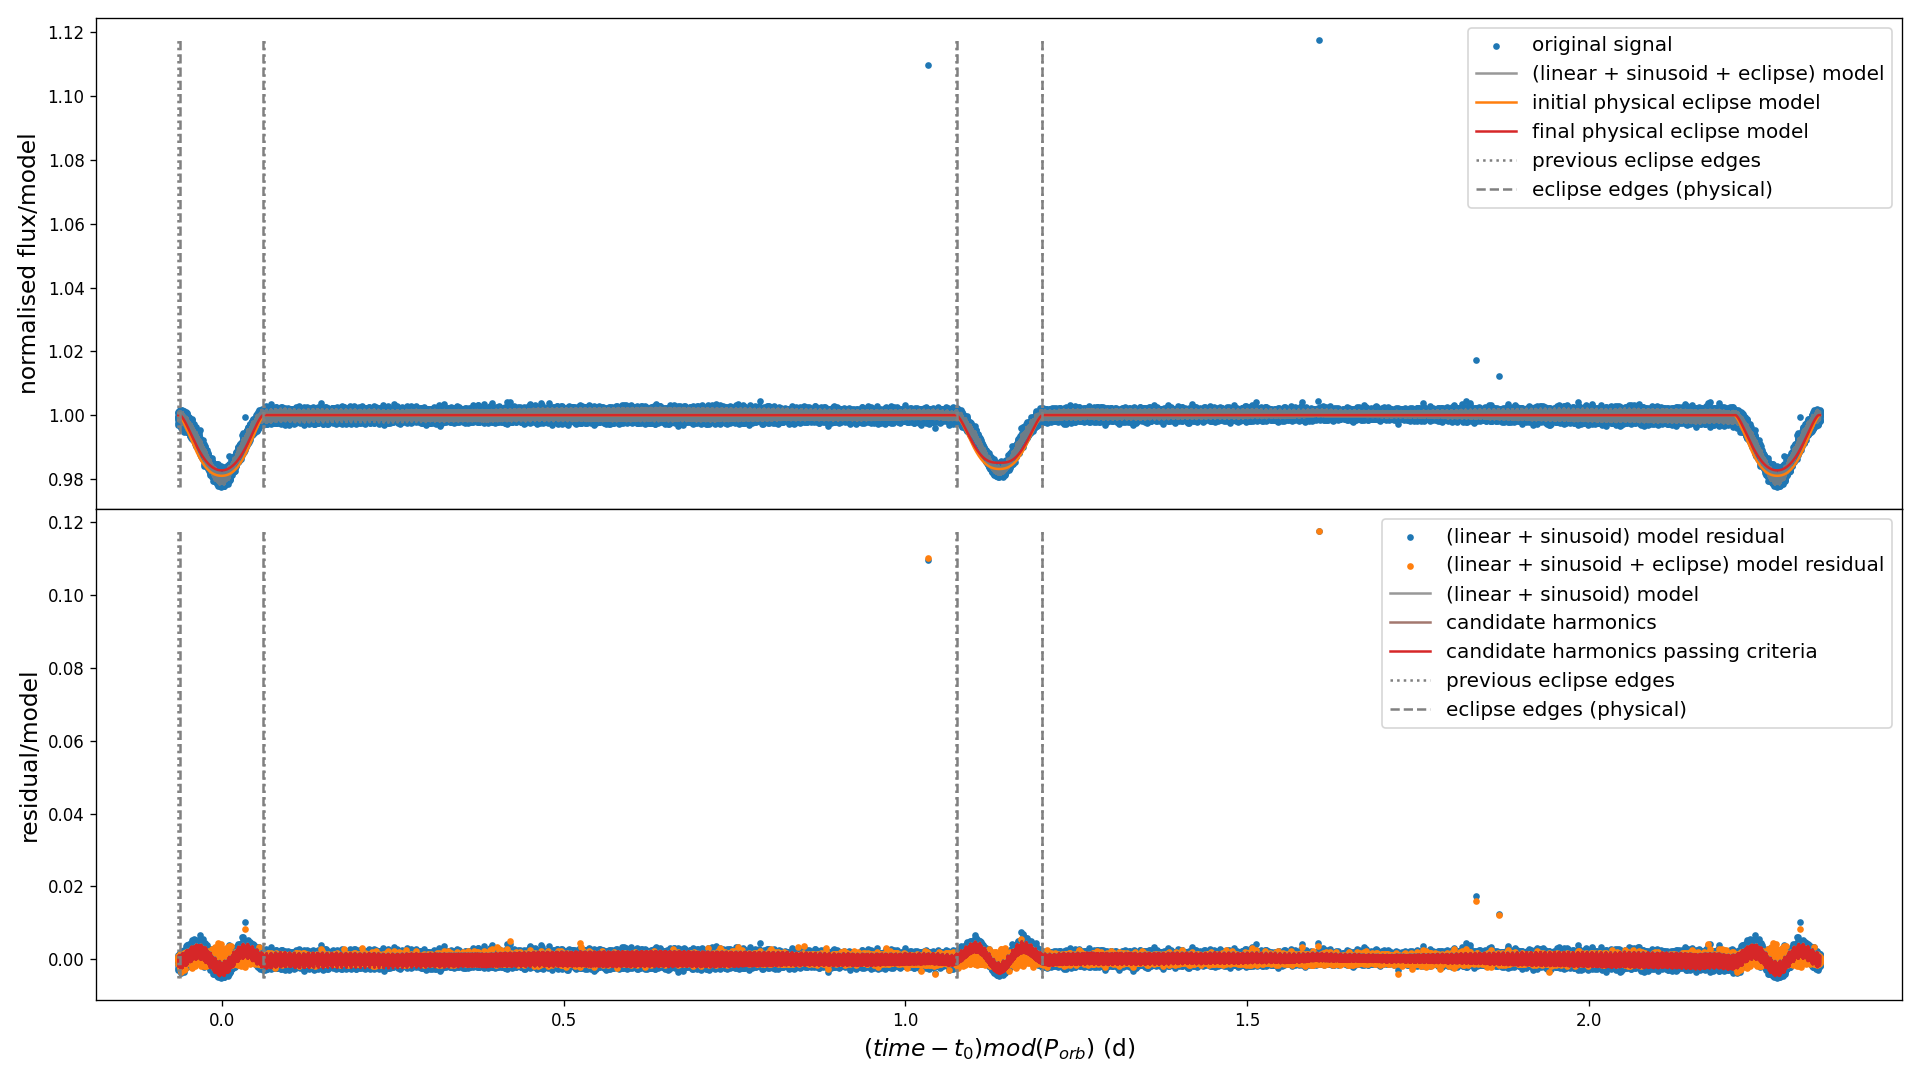 normalised flux/model
1.12
1.10
1.08
1.06
1.04
1.02
1.00
0.98
original signal
(linear + sinusoid + eclipse) model
initial physical eclipse model
final physical eclipse model
previous eclipse edges
eclipse edges (physical)
residual/model
0.12
0.10
0.08
0.06
0.04
0.02
0.00
(linear + sinusoid) model residual
(linear + sinusoid + eclipse) model residual
(linear + sinusoid) model
candidate harmonics
candidate harmonics passing criteria
previous eclipse edges
eclipse edges (physical)
0.0 0.5 1.0 1.5 2.0
(time − t₀)mod(Pₒᵣb) (d)